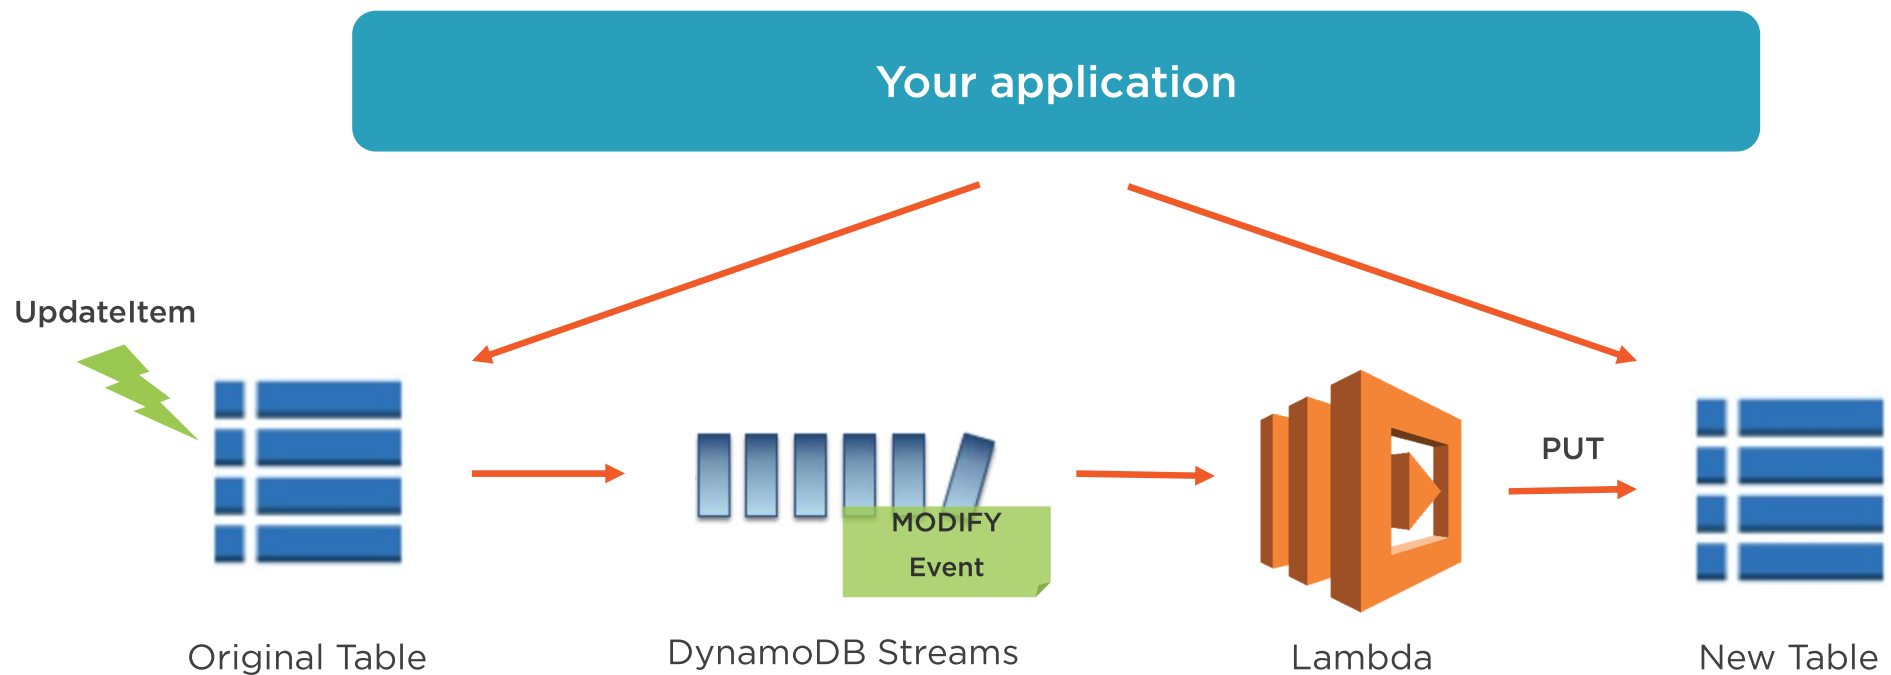 Your application
UpdateItem
PUT
MODIFY
Event
Original Table
DynamoDB Streams
Lambda
New Table